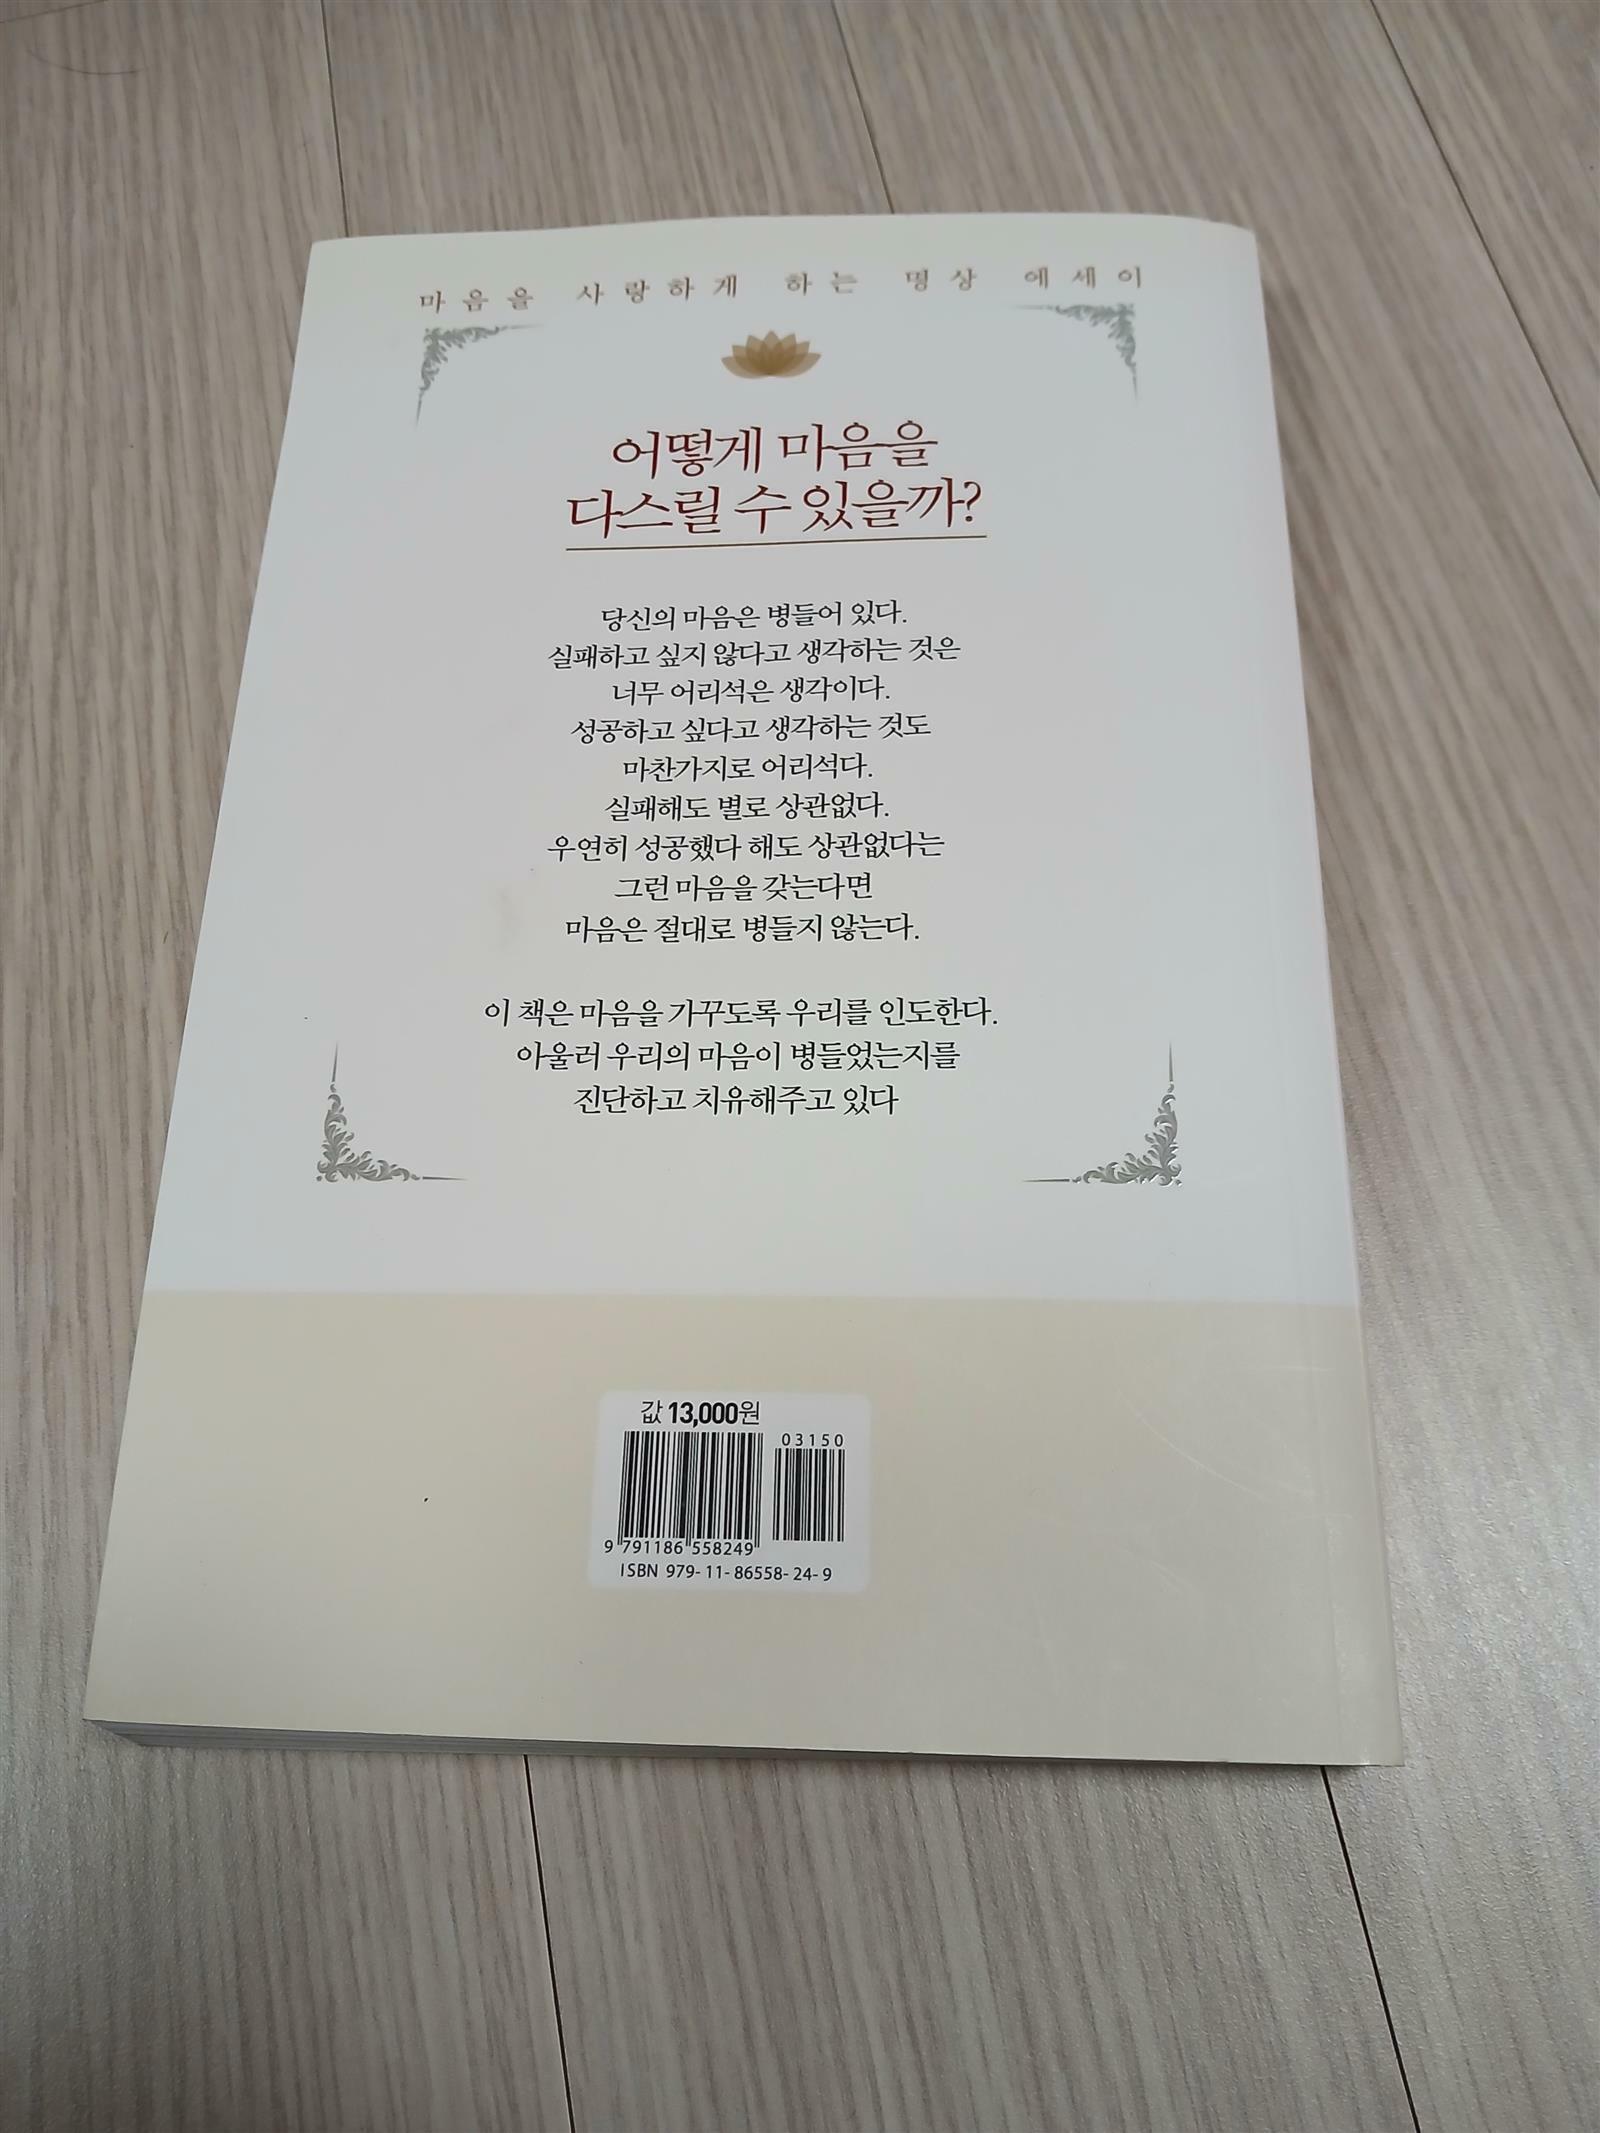 마음을 사랑하게 하는 명상 에세이
어떻게 마음을
다스릴 수 있을까?
당신의 마음은 병들어 있다.
실패하고 싶지 않다고 생각하는 것은
너무 어리석은 생각이다.
성공하고 싶다고 생각하는 것도
마찬가지로 어리석다.
실패해도 별로 상관없다.
우연히 성공했다 해도 상관없다는
그런 마음을 갖는다면
마음은 절대로 병들지 않는다.
이 책은 마음을 가꾸도록 우리를 인도한다.
아울러 우리의 마음이 병들었는지를
진단하고 치유해주고 있다
값 13,000원
03150
9 791186 558249
ISBN 979-11-86558-24-9